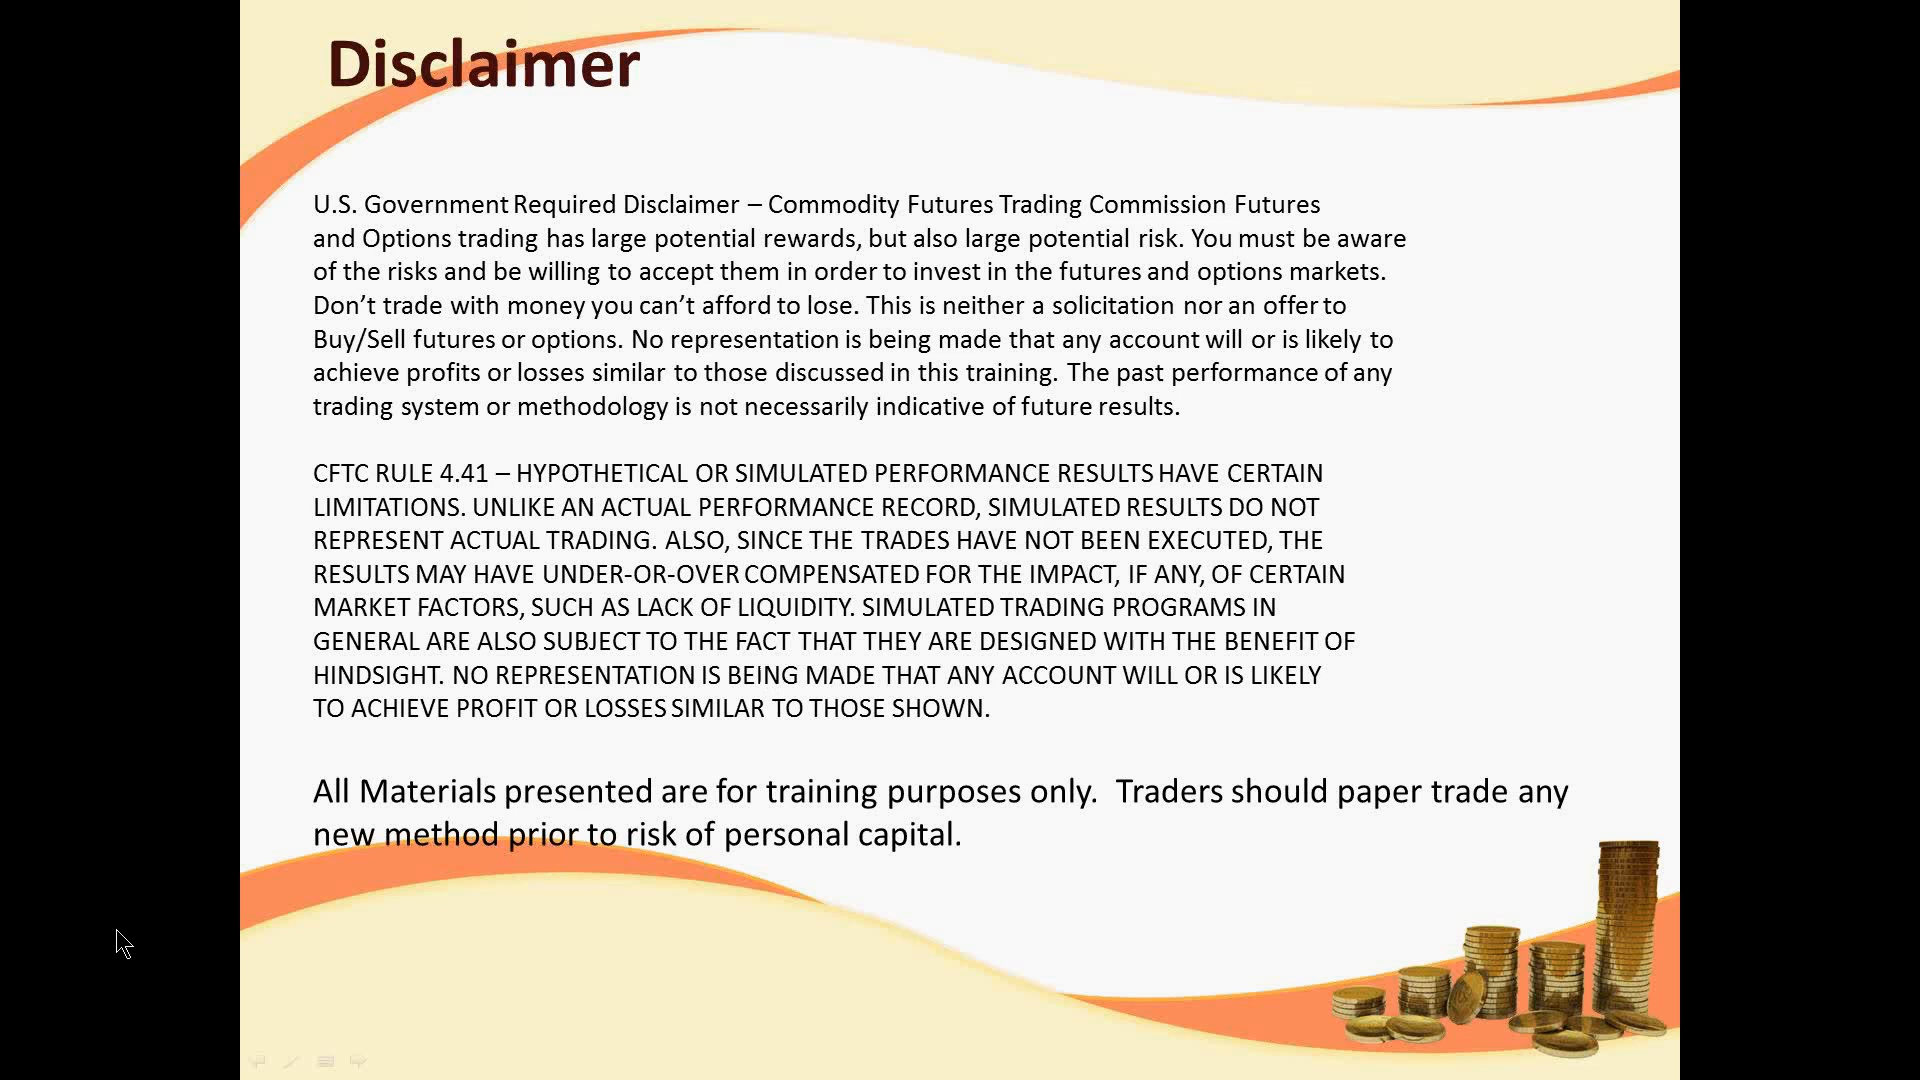 Disclaimer
U.S. Government Required Disclaimer – Commodity Futures Trading Commission Futures
and Options trading has large potential rewards, but also large potential risk. You must be aware
of the risks and be willing to accept them in order to invest in the futures and options markets.
Don’t trade with money you can’t afford to lose. This is neither a solicitation nor an offer to
Buy/Sell futures or options. No representation is being made that any account will or is likely to
achieve profits or losses similar to those discussed in this training. The past performance of any
trading system or methodology is not necessarily indicative of future results.
CFTC RULE 4.41 – HYPOTHETICAL OR SIMULATED PERFORMANCE RESULTS HAVE CERTAIN
LIMITATIONS. UNLIKE AN ACTUAL PERFORMANCE RECORD, SIMULATED RESULTS DO NOT
REPRESENT ACTUAL TRADING. ALSO, SINCE THE TRADES HAVE NOT BEEN EXECUTED, THE
RESULTS MAY HAVE UNDER-OR-OVER COMPENSATED FOR THE IMPACT, IF ANY, OF CERTAIN
MARKET FACTORS, SUCH AS LACK OF LIQUIDITY. SIMULATED TRADING PROGRAMS IN
GENERAL ARE ALSO SUBJECT TO THE FACT THAT THEY ARE DESIGNED WITH THE BENEFIT OF
HINDSIGHT. NO REPRESENTATION IS BEING MADE THAT ANY ACCOUNT WILL OR IS LIKELY
TO ACHIEVE PROFIT OR LOSSES SIMILAR TO THOSE SHOWN.
All Materials presented are for training purposes only.  Traders should paper trade any
new method prior to risk of personal capital.